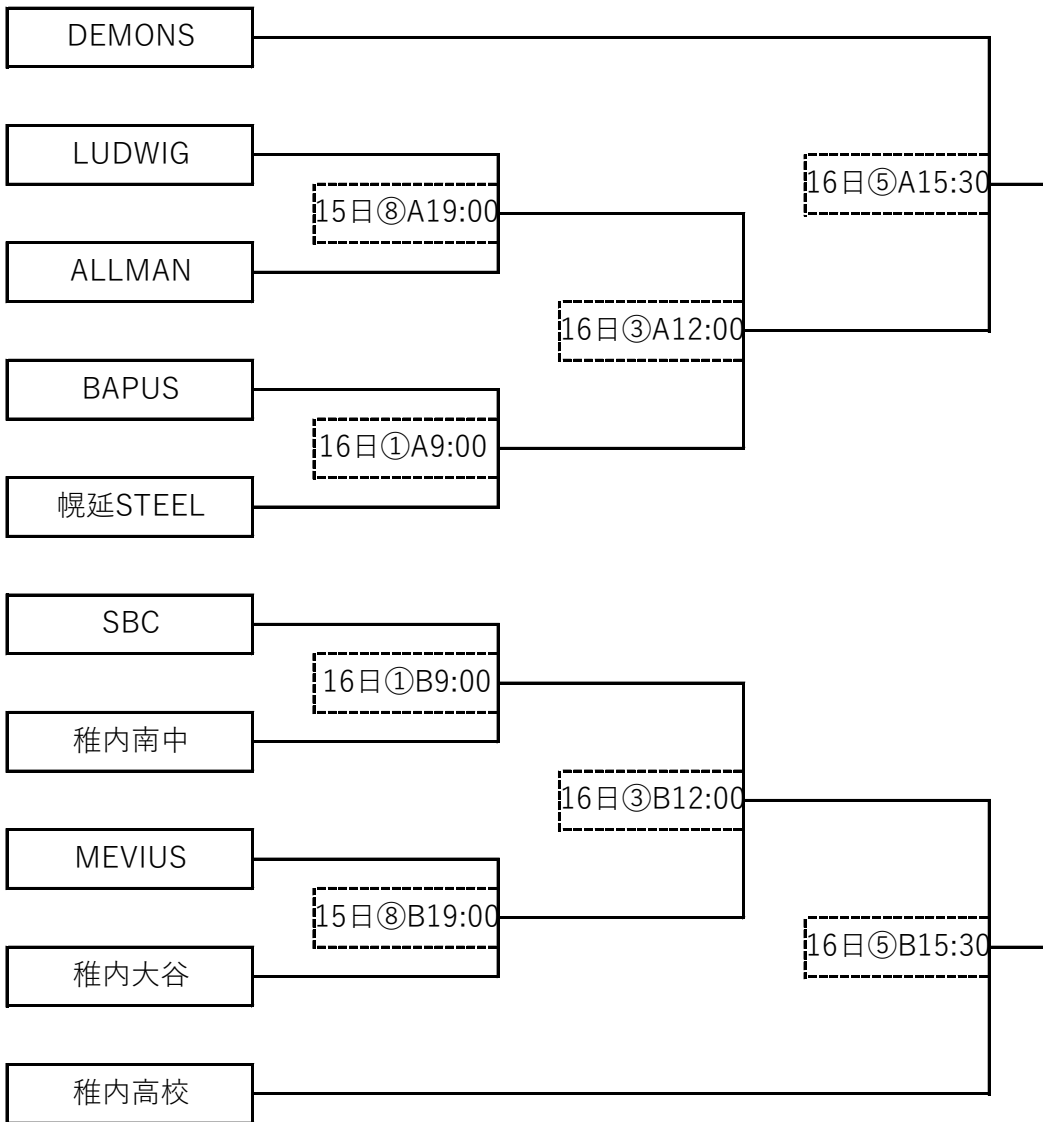 DEMONS
LUDWIG
16日⑤A15:30
15日⑧A19:00
ALLMAN
16日③A12:00
BAPUS
16日①A9:00
幌延STEEL
SBC
16日①B9:00
稚内南中
16日③B12:00
MEVIUS
15日⑧B19:00
16日⑤B15:30
稚内大谷
稚内高校